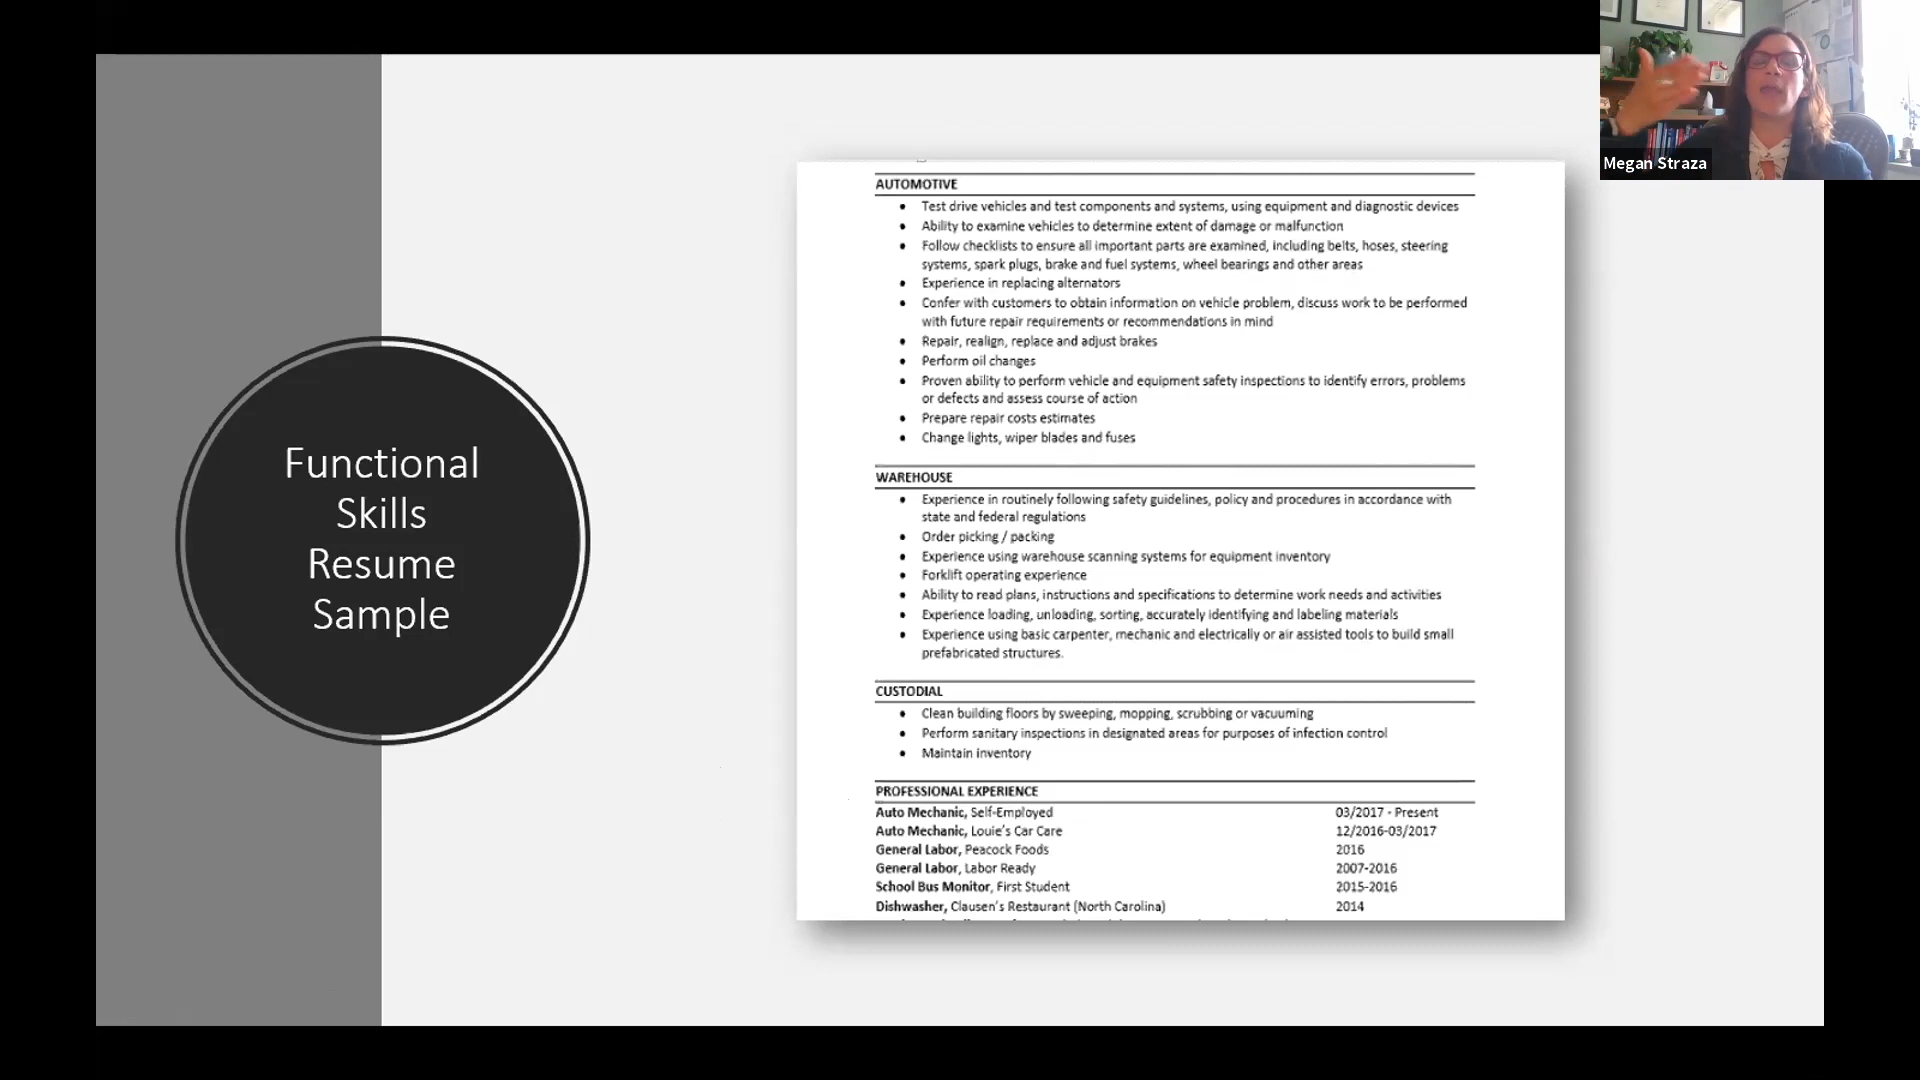 Megan Straza
Functional
Skills
Resume
Sample
AUTOMOTIVE
• Test drive vehicles and test components and systems, using equipment and diagnostic devices
• Ability to examine vehicles to determine extent of damage or malfunction
• Follow checklists to ensure all important parts are examined, including belts, hoses, steering
systems, spark plugs, brake and fuel systems, wheel bearings and other areas
• Experience in replacing alternators
• Confer with customers to obtain information on vehicle problem, discuss work to be performed
with future repair requirements or recommendations in mind
• Repair, realign, replace and adjust brakes
• Perform oil changes
• Proven ability to perform vehicle and equipment safety inspections to identify errors, problems
or defects and assess course of action
• Prepare repair costs estimates
• Change lights, wiper blades and fuses
WAREHOUSE
• Experience in routinely following safety guidelines, policy and procedures in accordance with
state and federal regulations
• Order picking / packing
• Experience using warehouse scanning systems for equipment inventory
• Forklift operating experience
• Ability to read plans, instructions and specifications to determine work needs and activities
• Experience loading, unloading, sorting, accurately identifying and labeling materials
• Experience using basic carpenter, mechanic and electrically or air assisted tools to build small
prefabricated structures.
CUSTODIAL
• Clean building floors by sweeping, mopping, scrubbing or vacuuming
• Perform sanitary inspections in designated areas for purposes of infection control
• Maintain inventory
PROFESSIONAL EXPERIENCE
Auto Mechanic, Self-Employed 03/2017 - Present
Auto Mechanic, Louie's Car Care 12/2016-03/2017
General Labor, Peacock Foods 2016
General Labor, Labor Ready 2007-2016
School Bus Monitor, First Student 2015-2016
Dishwasher, Clausen's Restaurant (North Carolina) 2014